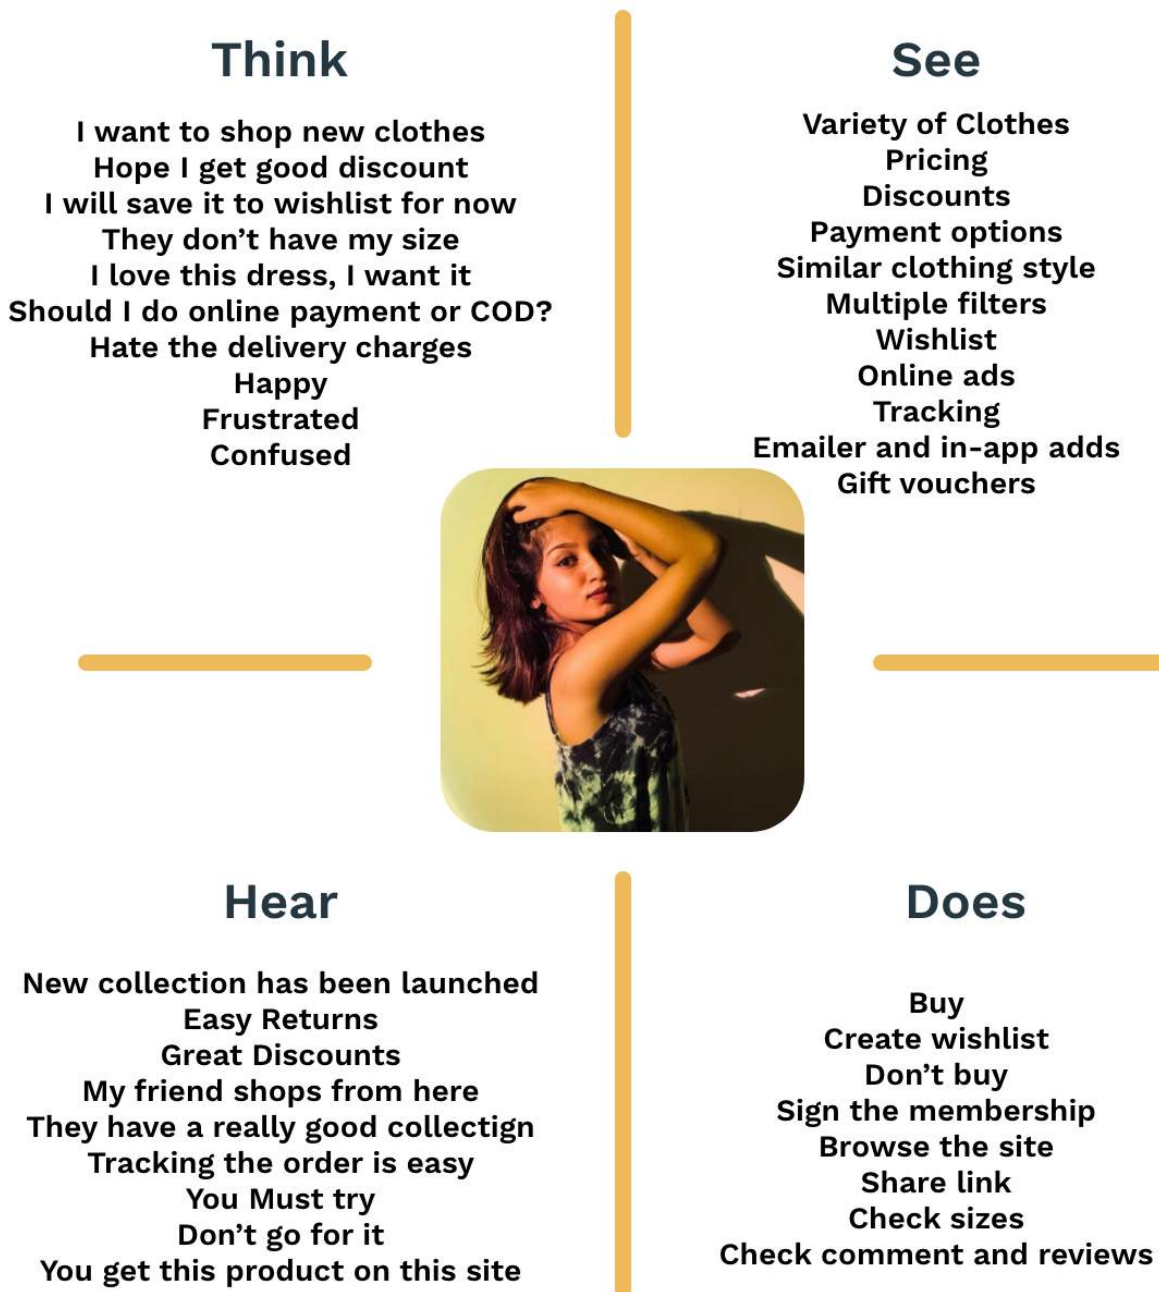 Think
I want to shop new clothes
Hope I get good discount
I will save it to wishlist for now
They don’t have my size
I love this dress, I want it
Should I do online payment or COD?
Hate the delivery charges
Happy
Frustrated
Confused
See
Variety of Clothes
Pricing
Discounts
Payment options
Similar clothing style
Multiple filters
Wishlist
Online ads
Tracking
Emailer and in-app adds
Gift vouchers
Hear
New collection has been launched
Easy Returns
Great Discounts
My friend shops from here
They have a really good collectign
Tracking the order is easy
You Must try
Don’t go for it
You get this product on this site
Does
Buy
Create wishlist
Don’t buy
Sign the membership
Browse the site
Share link
Check sizes
Check comment and reviews